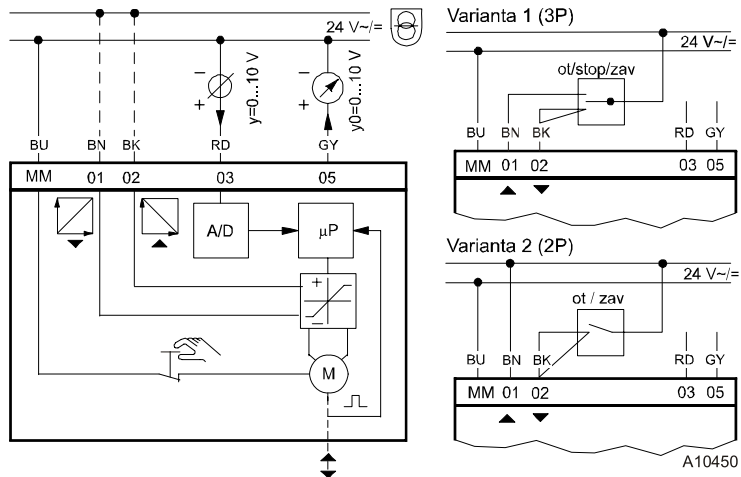 24 V~/=
y=0...10 V
y0=0...10 V
– + – +
BU BN BK RD GY
MM 01 02 03 05
A/D µP
+
–
M
Varianta 1 (3P)
24 V~/=
ot/stop/zav
BU BN BK RD GY
MM 01 02 03 05
Varianta 2 (2P)
24 V~/=
ot / zav
BU BN BK RD GY
MM 01 02 03 05
A10450